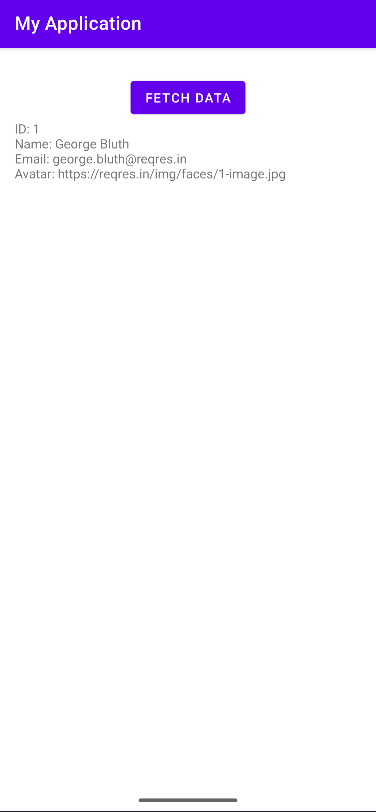 My Application
FETCH DATA
ID: 1
Name: George Bluth
Email: george.bluth@reqres.in
Avatar: https://reqres.in/img/faces/1-image.jpg